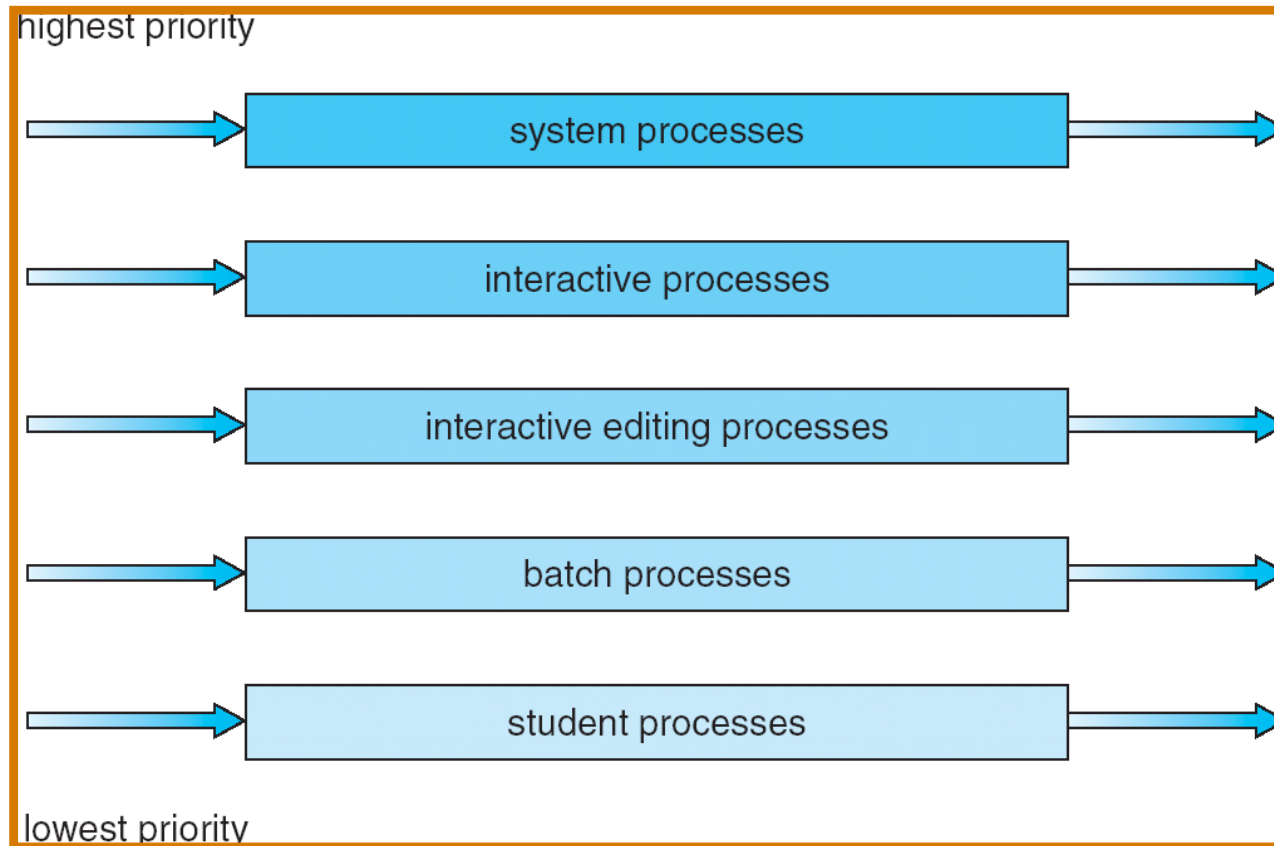 highest priority
system processes
interactive processes
interactive editing processes
batch processes
student processes
lowest priority